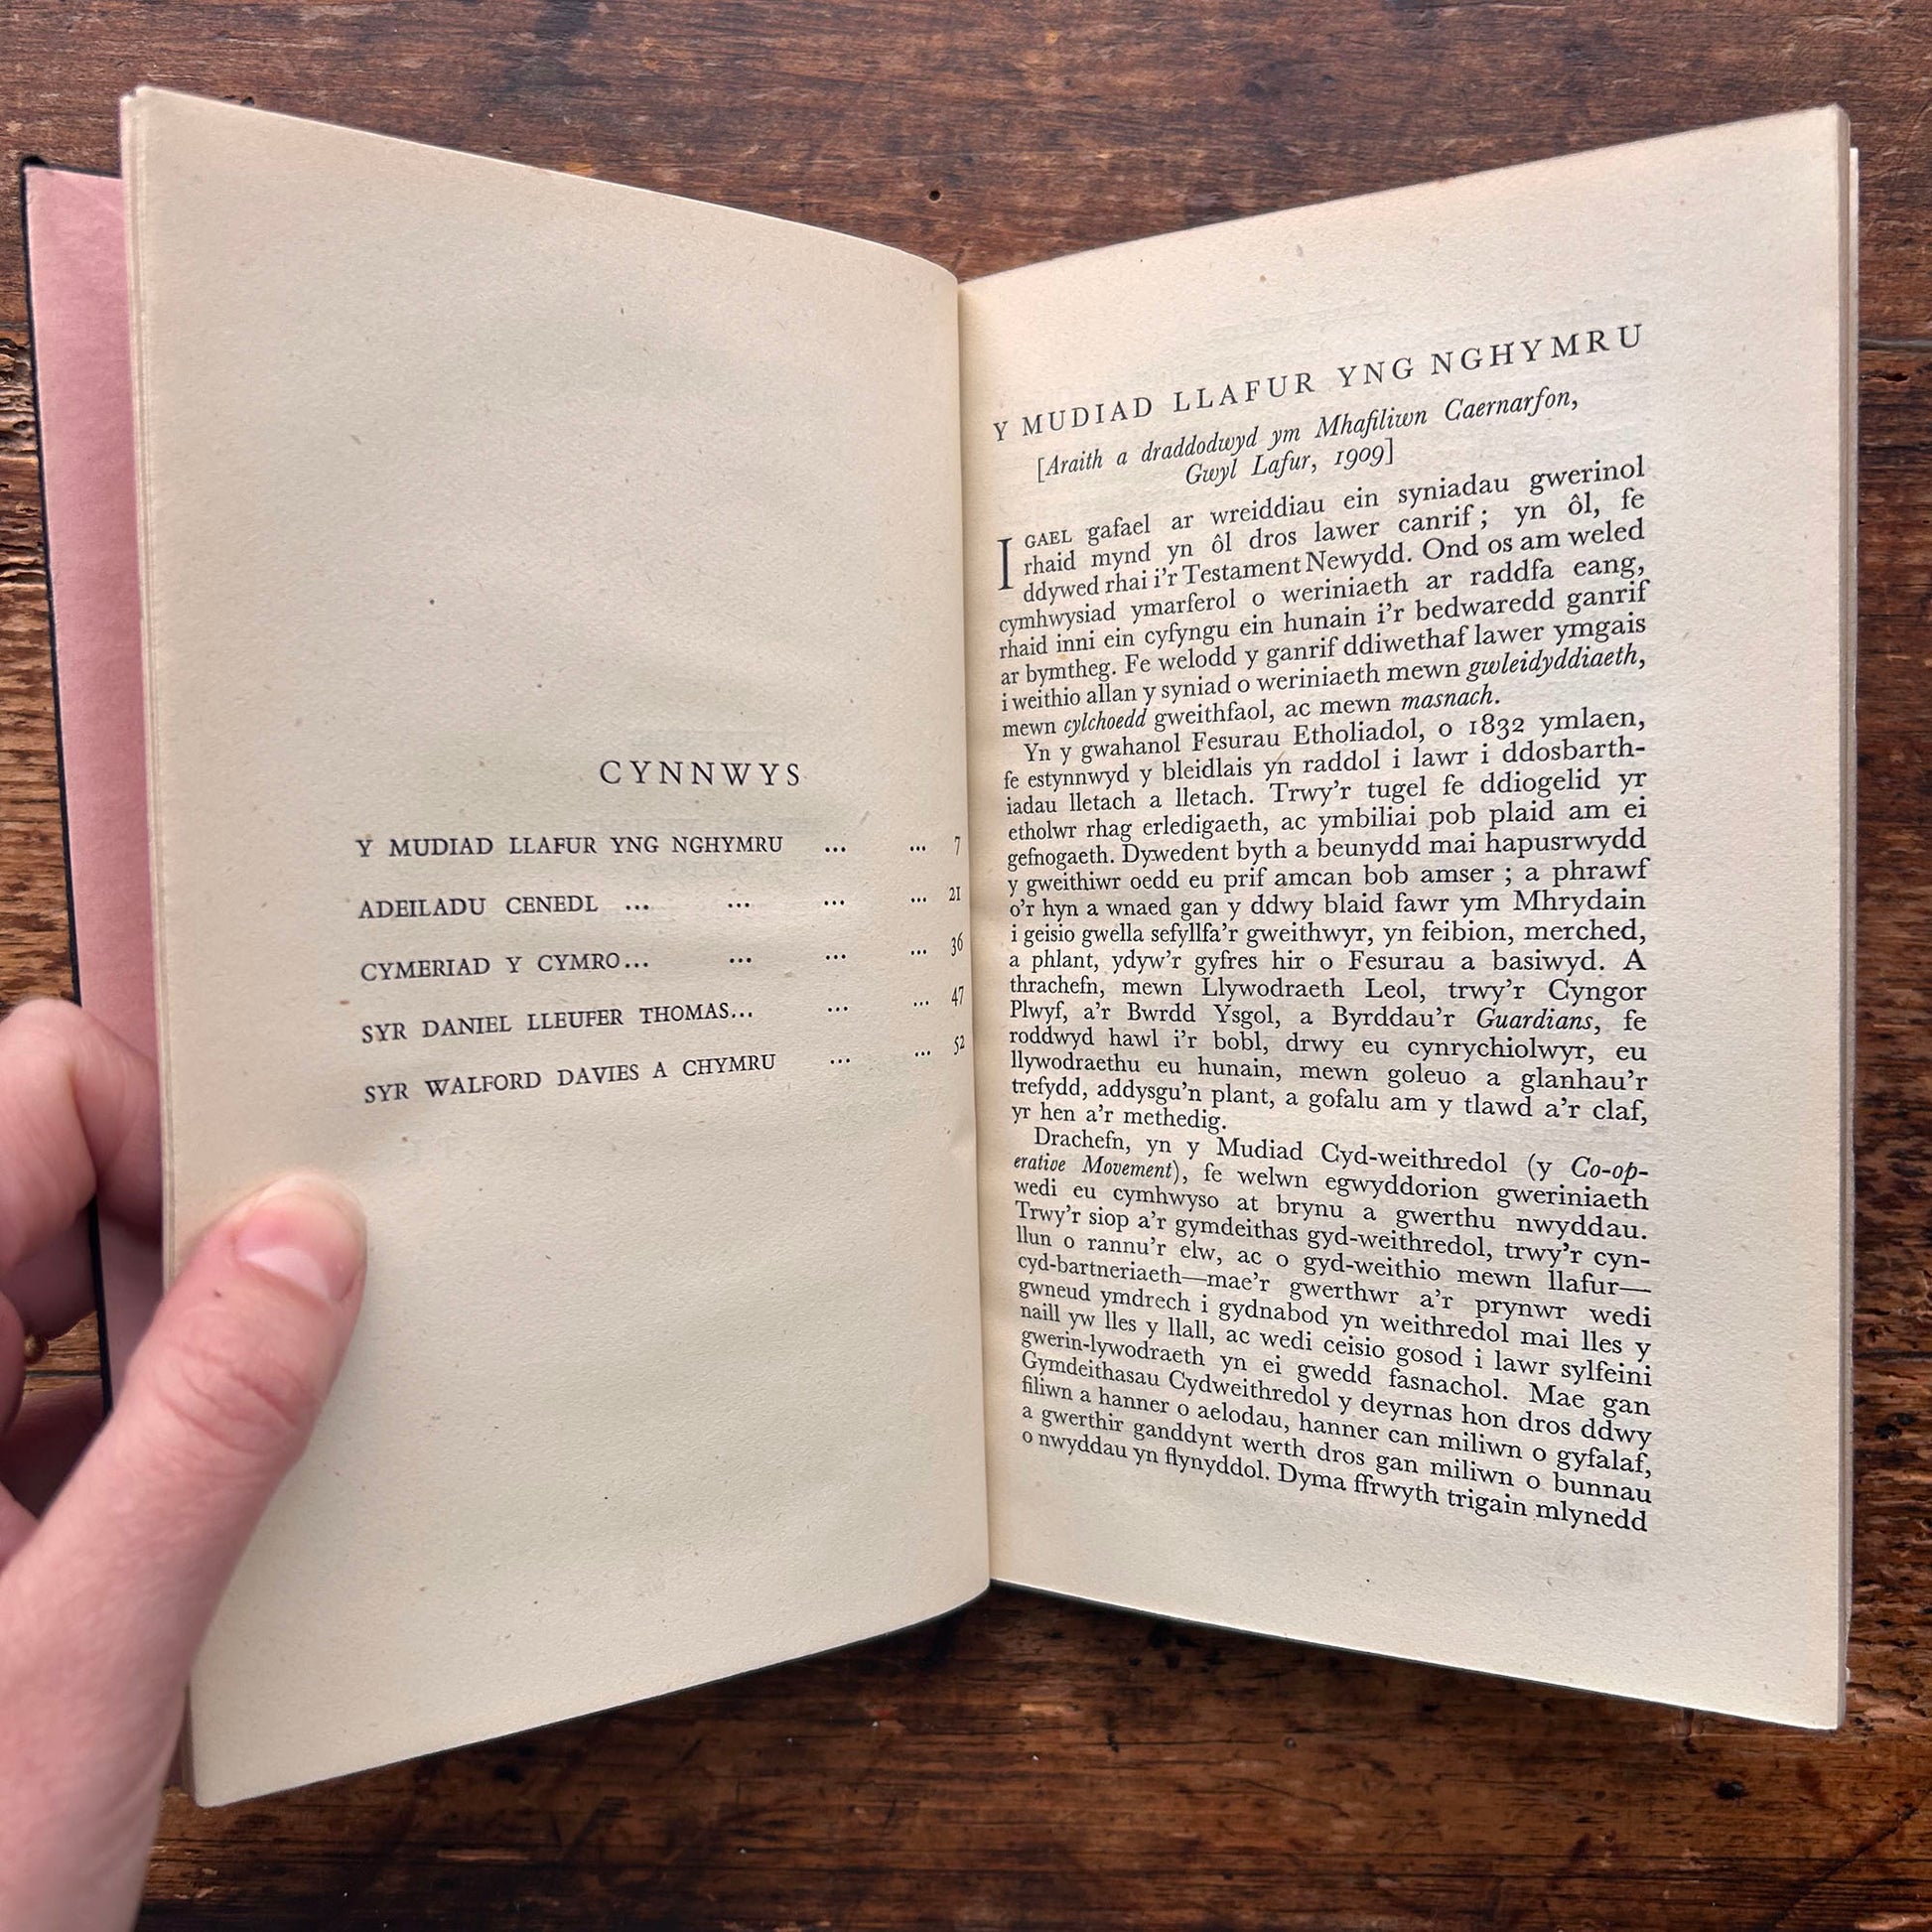 CYNNWYS
Y MUDIAD LLAFUR YNG NGHYMRU ... ... 7
ADEILADU CENEDL ... ... ... ... 21
CYMERIAD Y CYMRO... ... ... ... 36
SYR DANIEL LLEUFER THOMAS... ... ... 47
SYR WALFORD DAVIES A CHYMRU ... ... 52
Y MUDIAD LLAFUR YNG NGHYMRU
[Araith a draddodwyd ym Mhafiliwn Caernarfon,
Gwyl Lafur, 1909]
I GAEL gafael ar wreiddiau ein syniadau gwerinol
rhaid mynd yn ôl dros lawer canrif ; yn ôl, fe
ddywed rhai i'r Testament Newydd. Ond os am weled
cymhwysiad ymarferol o weriniaeth ar raddfa eang,
rhaid inni ein cyfyngu ein hunain i'r bedwaredd ganrif
ar bymtheg. Fe welodd y ganrif ddiwethaf lawer ymgais
i weithio allan y syniad o weriniaeth mewn gwleidyddiaeth,
mewn cylchoedd gweithfaol, ac mewn masnach.
Yn y gwahanol Fesurau Etholiadol, o 1832 ymlaen,
fe estynnwyd y bleidlais yn raddol i lawr i ddosbarth-
iadau lletach a lletach. Trwy'r tugel fe ddiogelid yr
etholwr rhag erledigaeth, ac ymbiliai pob plaid am ei
gefnogaeth. Dywedent byth a beunydd mai hapusrwydd
y gweithiwr oedd eu prif amcan bob amser ; a phrawf
o'r hyn a wnaed gan y ddwy blaid fawr ym Mhrydain
i geisio gwella sefyllfa'r gweithwyr, yn feibion, merched,
a phlant, ydyw'r gyfres hir o Fesurau a basiwyd. A
thrachefn, mewn Llywodraeth Leol, trwy'r Cyngor
Plwyf, a'r Bwrdd Ysgol, a Byrddau'r Guardians, fe
roddwyd hawl i'r bobl, drwy eu cynrychiolwyr, eu
llywodraethu eu hunain, mewn goleuo a glanhau'r
trefydd, addysgu'n plant, a gofalu am y tlawd a'r claf,
yr hen a'r methedig.
Drachefn, yn y Mudiad Cyd-weithredol (y Co-op-
erative Movement), fe welwn egwyddorion gweriniaeth
wedi eu cymhwyso at brynu a gwerthu nwyddau.
Trwy'r siop a'r gymdeithas gyd-weithredol, trwy'r cyn-
llun o rannu'r elw, ac o gyd-weithio mewn llafur—
cyd-bartneriaeth—mae'r gwerthwr a'r prynwr wedi
gwneud ymdrech i gydnabod yn weithredol mai lles y
naill yw lles y llall, ac wedi ceisio gosod i lawr sylfeini
gwerin-lywodraeth yn ei gwedd fasnachol. Mae gan
Gymdeithasau Cydweithredol y deyrnas hon dros ddwy
filiwn a hanner o aelodau, hanner can miliwn o gyfalaf,
a gwerthir ganddynt werth dros gan miliwn o bunnau
o nwyddau yn flynyddol. Dyma ffrwyth trigain mlynedd